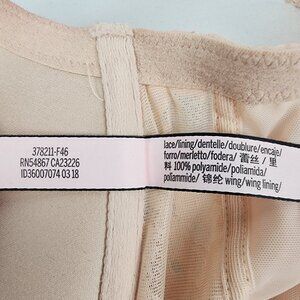 378211-F46
RN54867 CA23226
ID36007074 03 18
lace/lining/dentelle/doublure/encaje/
forro/merletto/fodera/ 蕾丝 / 里
料 100% polyamide/poliamida/
poliammide/ 锦纶 wing/wing lining/